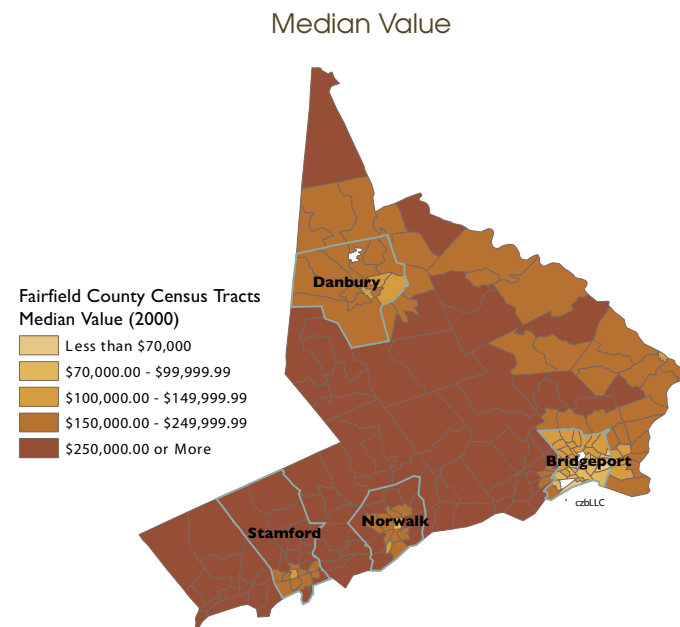 Median Value
Danbury
Fairfield County Census Tracts
Median Value (2000)
Less than $70,000
$70,000.00 - $99,999.99
$100,000.00 - $149,999.99
$150,000.00 - $249,999.99
$250,000.00 or More
Bridgeport
czbLLC
Norwalk
Stamford